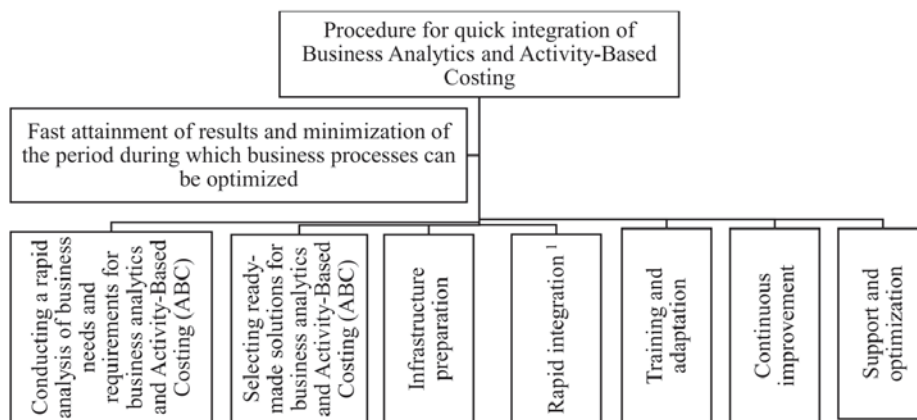 Procedure for quick integration of
Business Analytics and Activity-Based
Costing
Fast attainment of results and minimization of
the period during which business processes can
be optimized
Conducting a rapid
analysis of business
needs and
requirements for
business analytics
and Activity-Based
Costing (ABC)
Selecting ready-
made solutions for
business analytics
and Activity-Based
Costing (ABC)
Infrastructure
preparation
Rapid integration ¹
Training and
adaptation
Continuous
improvement
Support and
optimization